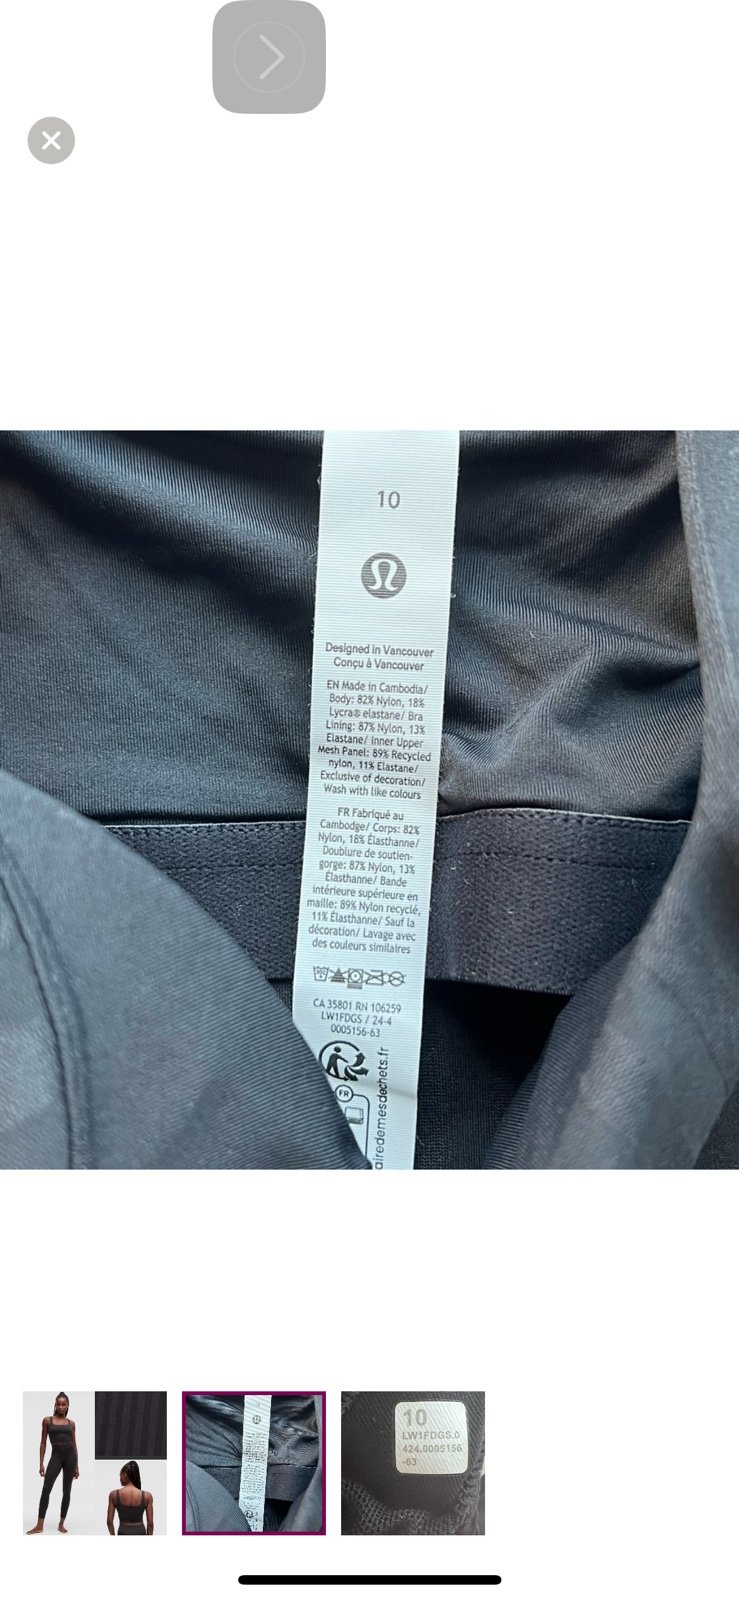 10
Designed in Vancouver
Conçu à Vancouver
EN Made in Cambodia/
Body: 82% Nylon, 18%
Lycra® elastane/ Bra
Lining: 87% Nylon, 13%
Elastane/ Inner Upper
Mesh Panel: 89% Recycled
nylon, 11% Elastane/
Exclusive of decoration/
Wash with like colours
FR Fabriqué au
Cambodge/ Corps: 82%
Nylon, 18% Élasthanne/
Doublure de soutien-
gorge: 87% Nylon, 13%
Élasthanne/ Bande
intérieure supérieure en
maille: 89% Nylon recyclé,
11% Élasthanne/ Sauf la
décoration/ Lavage avec
des couleurs similaires
CA 35801 RN 106259
LW1FDGS / 24-4
0005156-63
FR
airedemesdechets.fr
10
LW1FDGS.0
424.0005156
-63